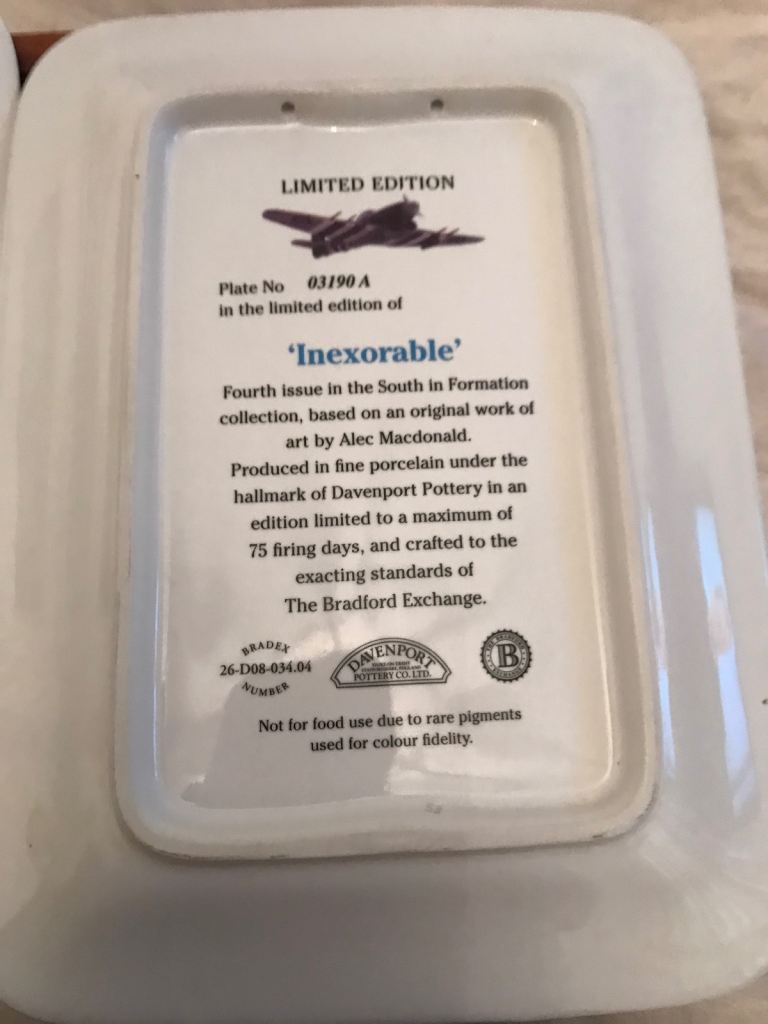 LIMITED EDITION
Plate No 03190 A
in the limited edition of
‘Inexorable’
Fourth issue in the South in Formation
collection, based on an original work of
art by Alec Macdonald.
Produced in fine porcelain under the
hallmark of Davenport Pottery in an
edition limited to a maximum of
75 firing days, and crafted to the
exacting standards of
The Bradford Exchange.
BRADEX
26-D08-034.04
NUMBER
DAVENPORT
POTTERY CO. LTD.
B
Not for food use due to rare pigments
used for colour fidelity.